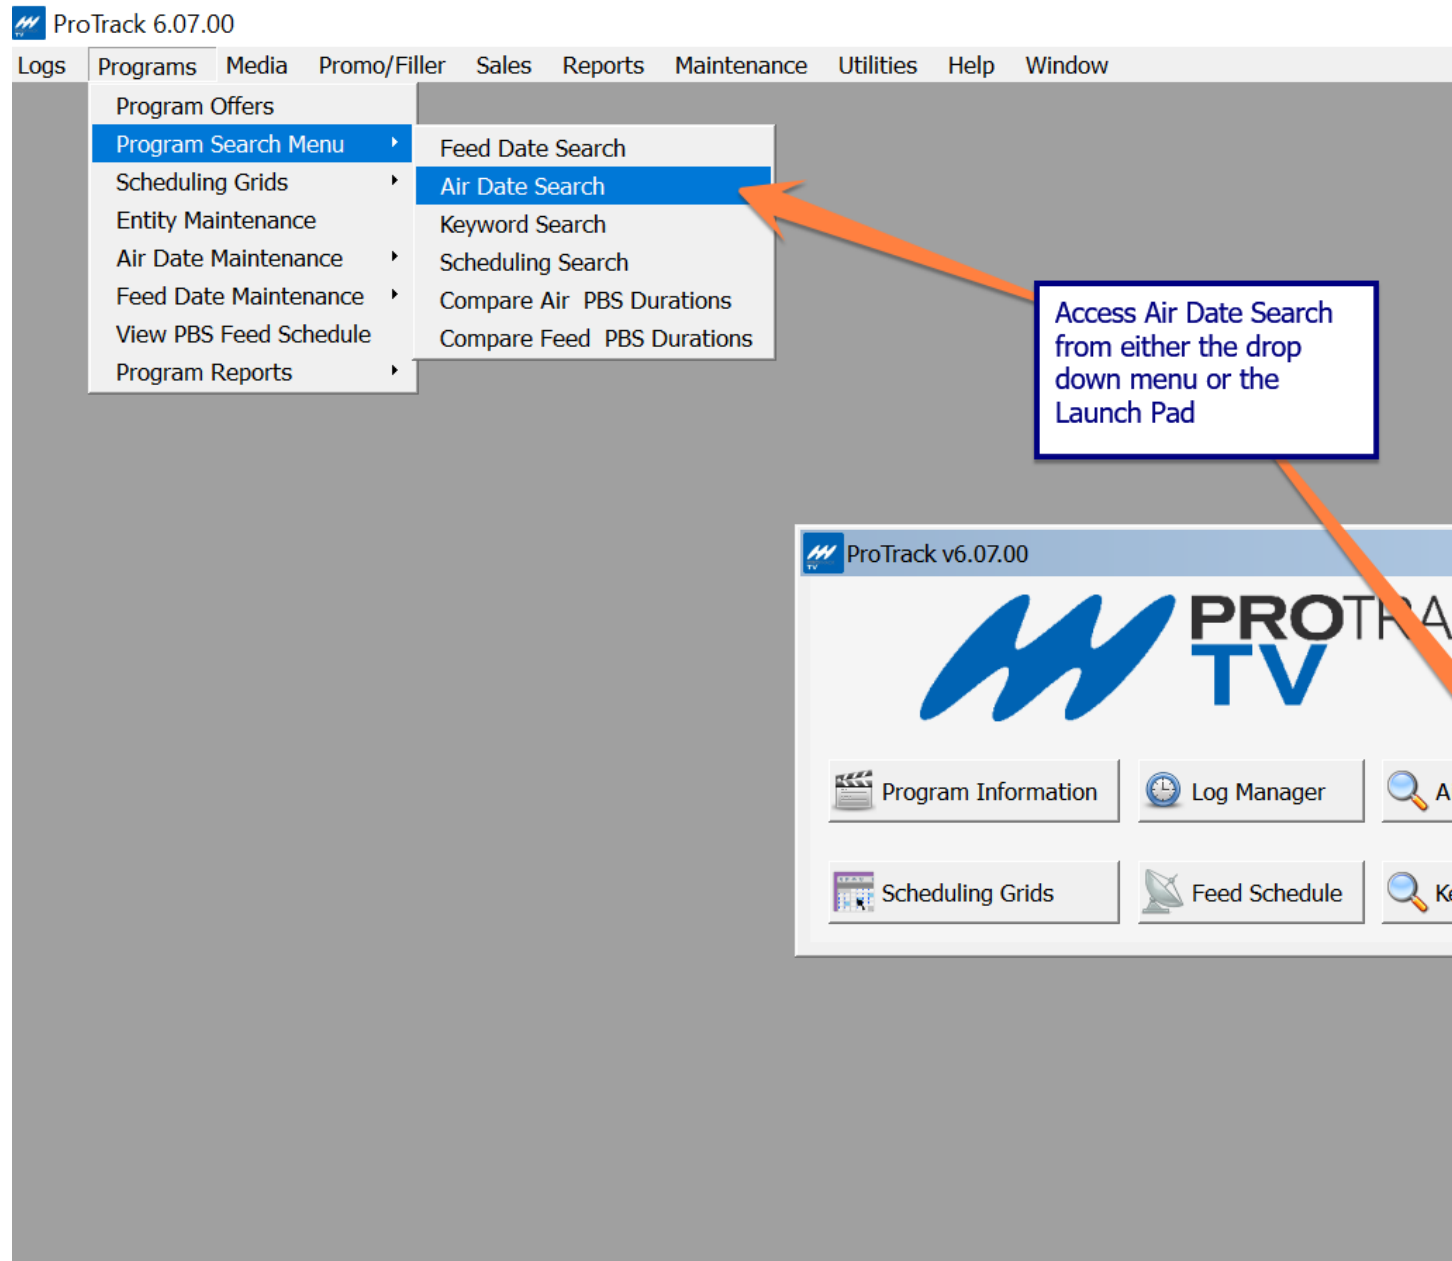 ProTrack 6.07.00
Logs Programs Media Promo/Filler Sales Reports Maintenance Utilities Help Window
Program Offers
Program Search Menu
Scheduling Grids
Entity Maintenance
Air Date Maintenance
Feed Date Maintenance
View PBS Feed Schedule
Program Reports
Feed Date Search
Air Date Search
Keyword Search
Scheduling Search
Compare Air PBS Durations
Compare Feed PBS Durations
Access Air Date Search
from either the drop
down menu or the
Launch Pad
ProTrack v6.07.00
PROTRA
TV
Program Information Log Manager A
Scheduling Grids Feed Schedule Ke